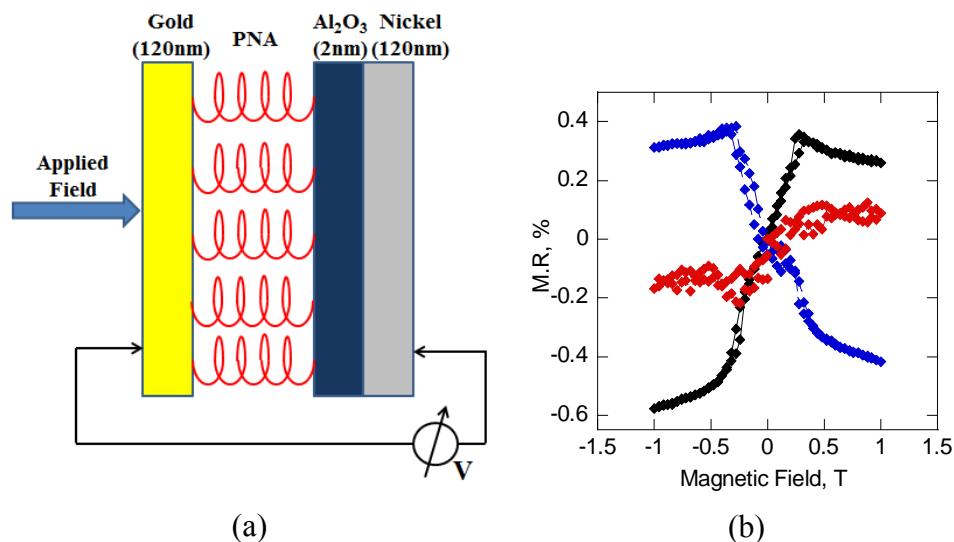 Gold
(120nm)
PNA
Al₂O₃
(2nm)
Nickel
(120nm)
Applied
Field
V
(a)
0.4
0.2
0
-0.2
-0.4
-0.6
M.R, %
-1.5 -1 -0.5 0 0.5 1 1.5
Magnetic Field, T
(b)